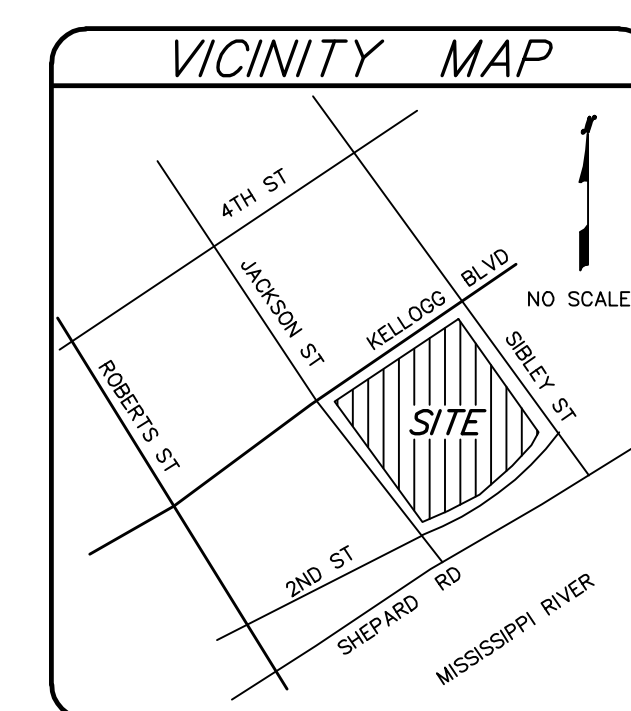 VICINITY MAP
4TH ST
JACKSON ST
KELLOGG BLVD
NO SCALE
ROBERTS ST
SIBLEY ST
SITE
2ND ST
SHEPARD RD
MISSISSIPPI RIVER